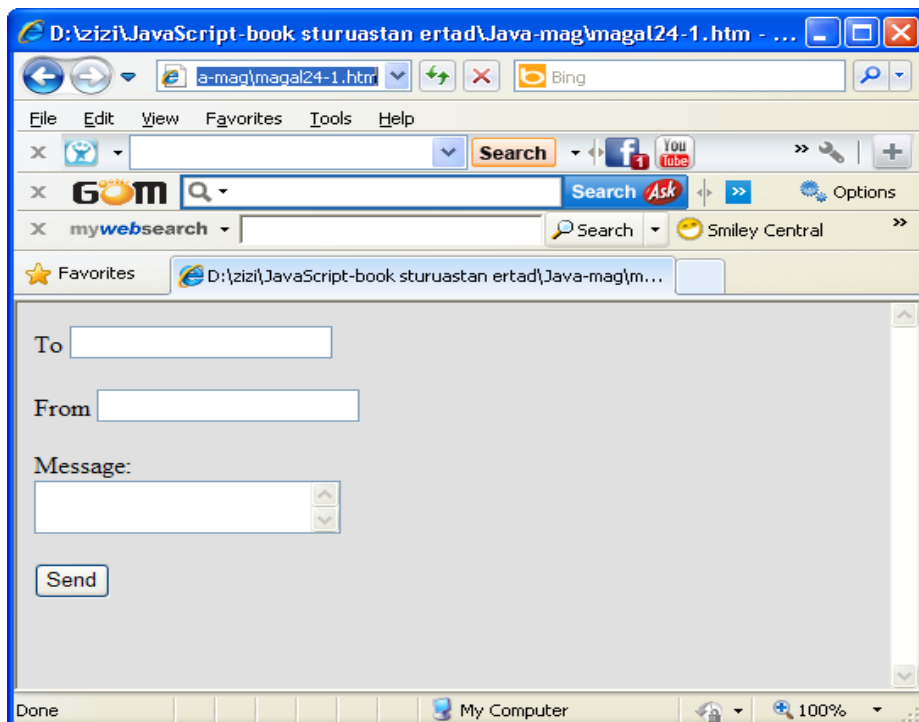 D:\zizi\JavaScript-book sturuastan ertad\Java-mag\magal24-1.htm - ...
a-mag\magal24-1.htm Bing
File Edit View Favorites Tools Help
Search 1 You Tube »
GOM Search Ask » Options
mywebsearch Search Smiley Central »
Favorites D:\zizi\JavaScript-book sturuastan ertad\Java-mag\m...
To
From
Message:
Send
Done My Computer 100%